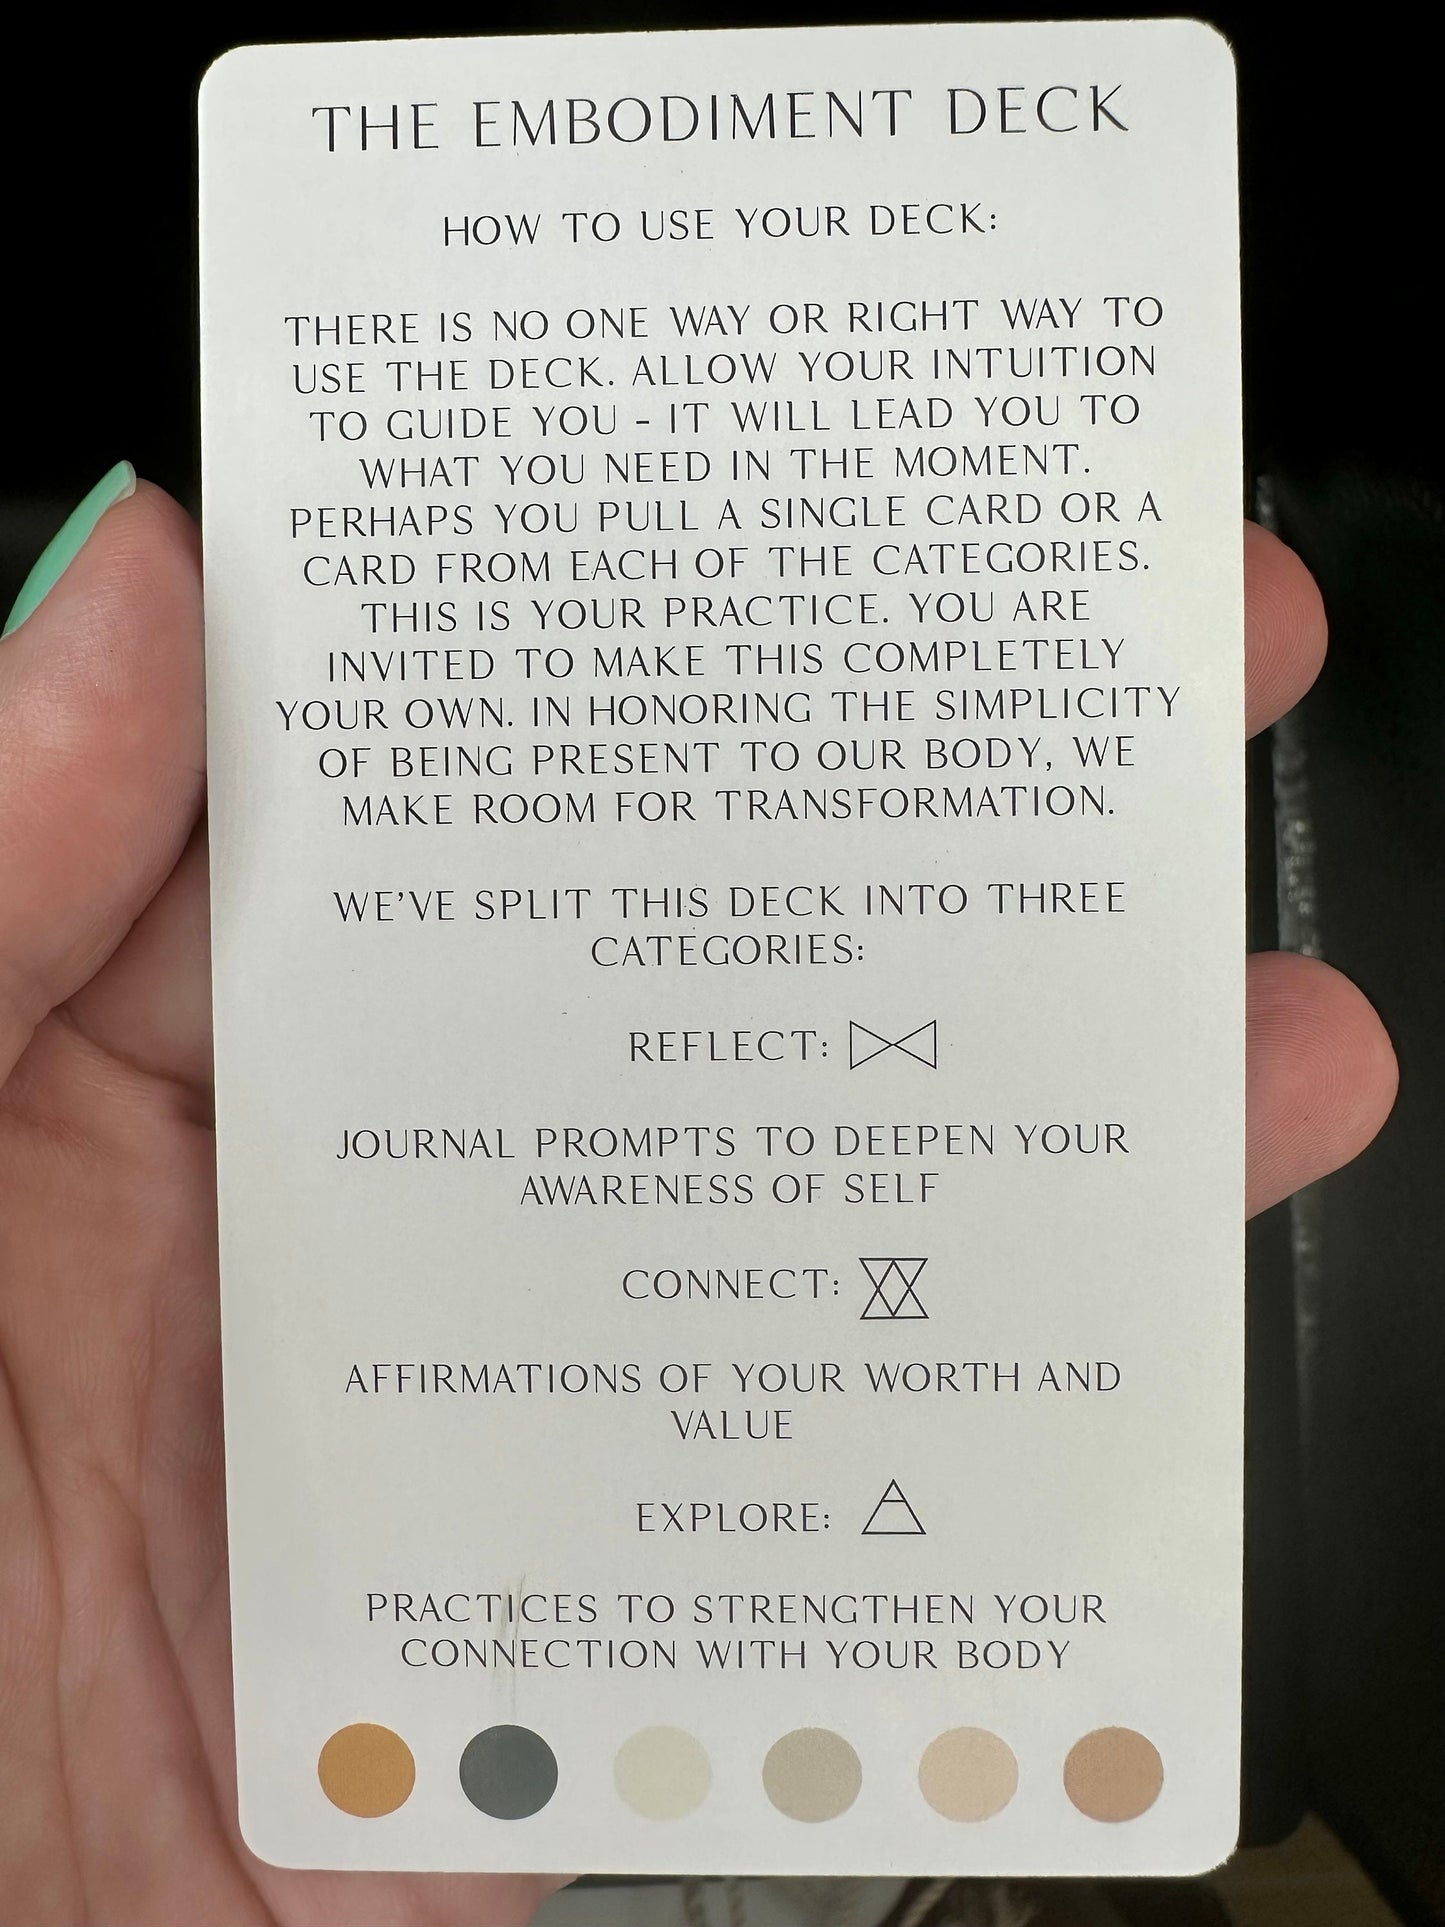 THE EMBODIMENT DECK
HOW TO USE YOUR DECK:
THERE IS NO ONE WAY OR RIGHT WAY TO
USE THE DECK. ALLOW YOUR INTUITION
TO GUIDE YOU - IT WILL LEAD YOU TO
WHAT YOU NEED IN THE MOMENT.
PERHAPS YOU PULL A SINGLE CARD OR A
CARD FROM EACH OF THE CATEGORIES.
THIS IS YOUR PRACTICE. YOU ARE
INVITED TO MAKE THIS COMPLETELY
YOUR OWN. IN HONORING THE SIMPLICITY
OF BEING PRESENT TO OUR BODY, WE
MAKE ROOM FOR TRANSFORMATION.
WE'VE SPLIT THIS DECK INTO THREE
CATEGORIES:
REFLECT:
JOURNAL PROMPTS TO DEEPEN YOUR
AWARENESS OF SELF
CONNECT:
AFFIRMATIONS OF YOUR WORTH AND
VALUE
EXPLORE:
PRACTICES TO STRENGTHEN YOUR
CONNECTION WITH YOUR BODY